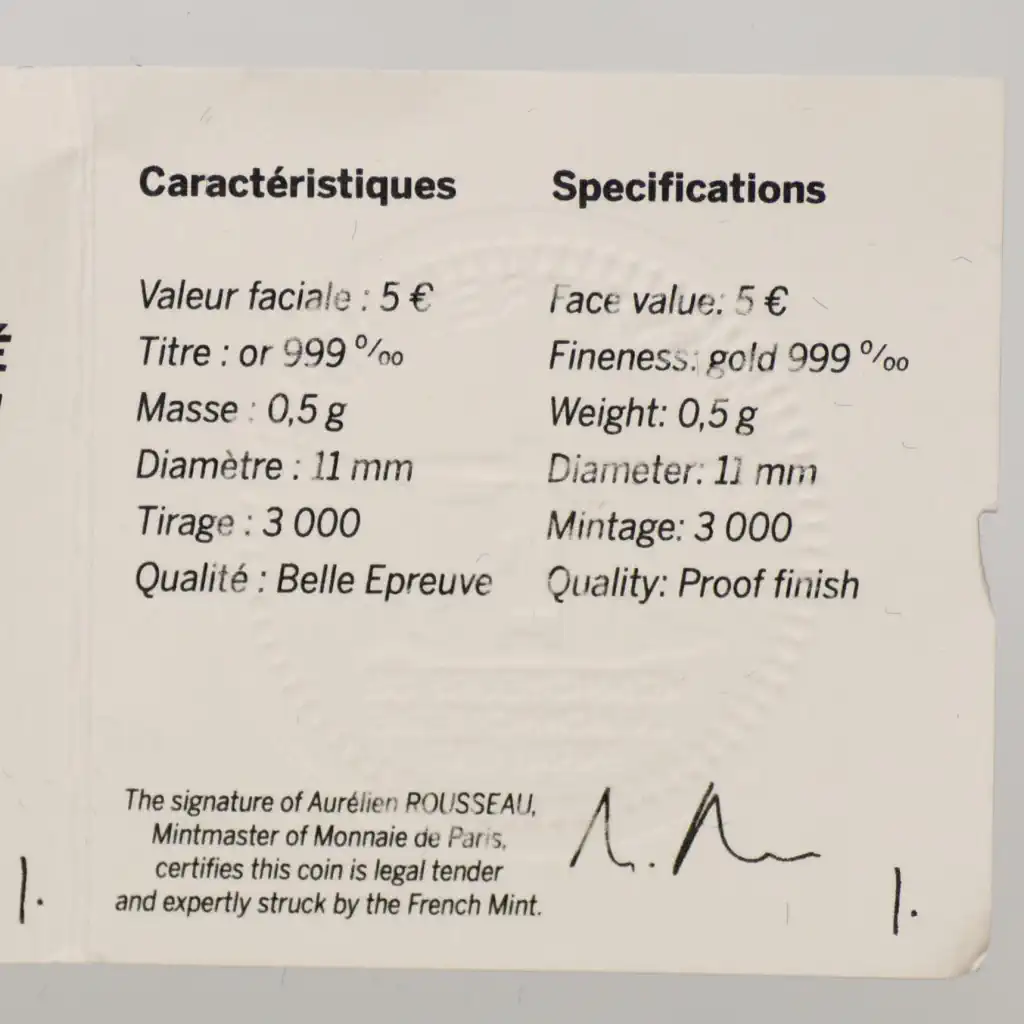 Caractéristiques
Valeur faciale : 5 €
Titre : or 999 ‰
Masse : 0,5 g
Diamètre : 11 mm
Tirage : 3 000
Qualité : Belle Epreuve
Specifications
Face value: 5 €
Fineness: gold 999 ‰
Weight: 0,5 g
Diameter: 11 mm
Mintage: 3 000
Quality: Proof finish
The signature of Aurélien ROUSSEAU,
Mintmaster of Monnaie de Paris,
certifies this coin is legal tender
and expertly struck by the French Mint.